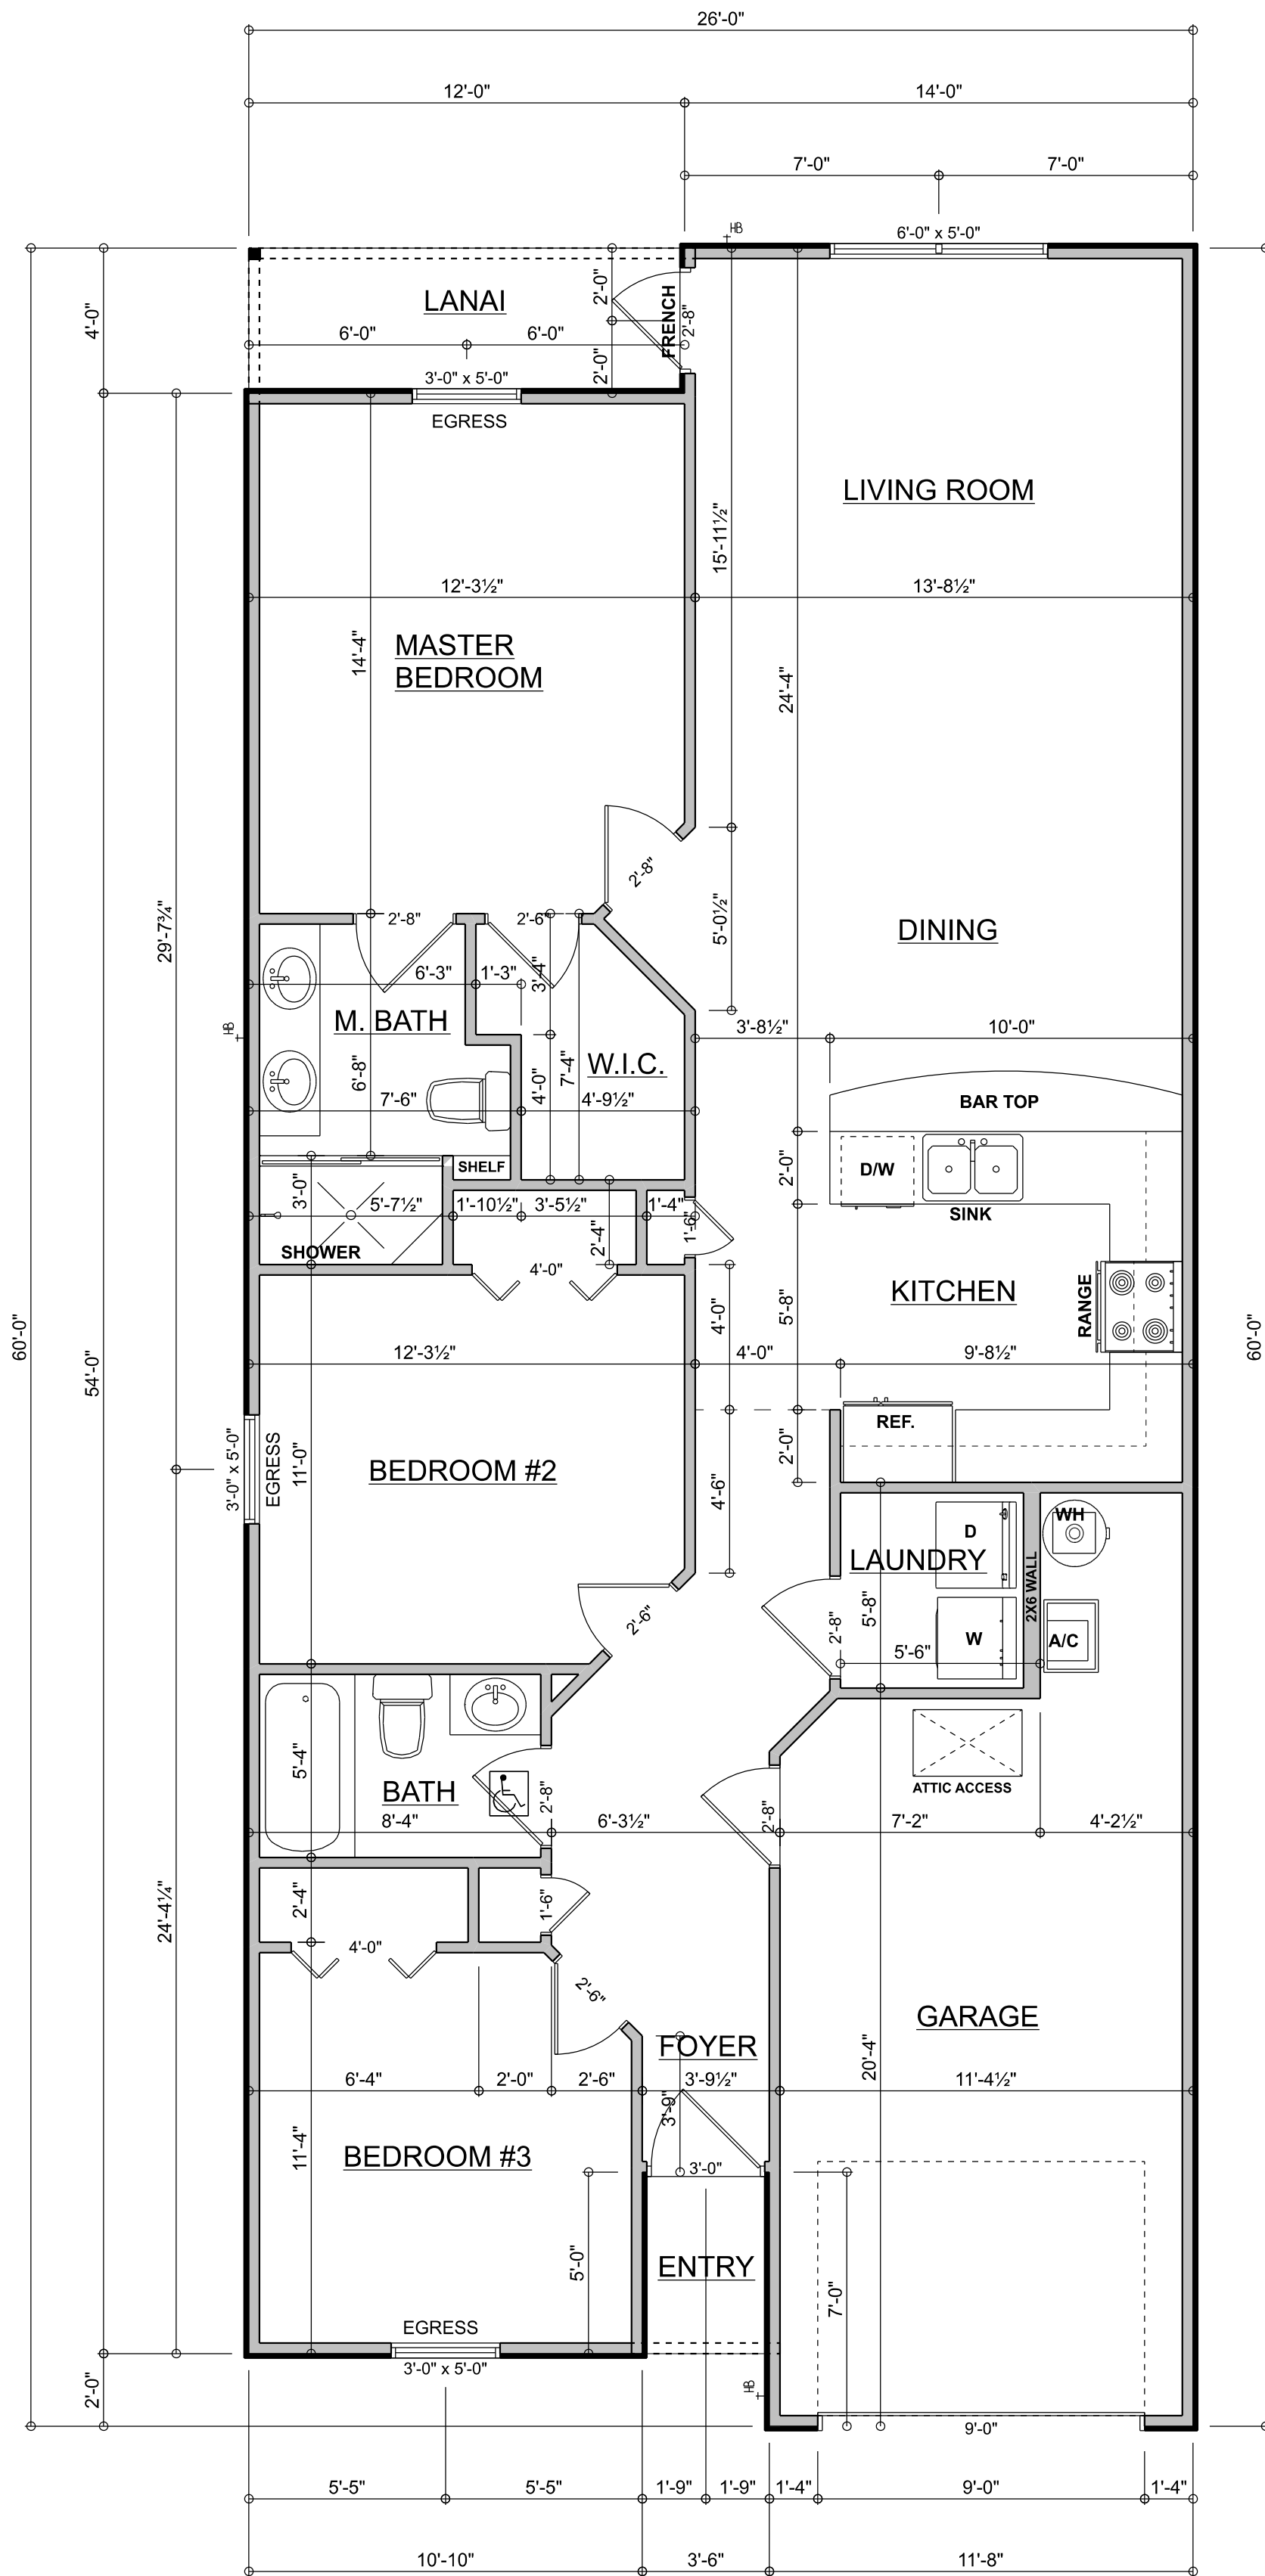 26'-0"
12'-0"
14'-0"
7'-0"
7'-0"
HB
6'-0" x 5'-0"
4'-0"
LANAI
2'-0"
FRENCH
2'-8"
6'-0"
6'-0"
2'-0"
3'-0" x 5'-0"
EGRESS
LIVING ROOM
15'-11½"
12'-3½"
13'-8½"
14'-4"
MASTER
BEDROOM
24'-4"
2'-8"
29'-7¾"
2'-8"
2'-6"
5'-0½"
DINING
6'-3"
1'-3"
3'-4"
HB
M. BATH
3'-8½"
10'-0"
6'-8"
W.I.C.
4'-0"
7'-4"
7'-6"
4'-9½"
BAR TOP
SHELF
D/W
2'-0"
3'-0"
5'-7½"
1'-10½"
3'-5½"
1'-4"
SINK
1'-6"
SHOWER
2'-4"
4'-0"
KITCHEN
RANGE
4'-0"
5'-8"
60'-0"
54'-0"
60'-0"
12'-3½"
4'-0"
9'-8½"
REF.
2'-0"
3'-0" x 5'-0"
EGRESS
11'-0"
BEDROOM #2
4'-6"
WH
D
LAUNDRY
2X6 WALL
5'-8"
2'-6"
2'-8"
W
A/C
5'-6"
5'-4"
BATH
2'-8"
ATTIC ACCESS
8'-4"
6'-3½"
2'-8"
7'-2"
4'-2½"
24'-4¼"
2'-4"
1'-6"
4'-0"
2'-6"
GARAGE
FOYER
20'-4"
6'-4"
2'-0"
2'-6"
3'-9½"
11'-4½"
3'-9"
11'-4"
BEDROOM #3
3'-0"
5'-0"
ENTRY
7'-0"
EGRESS
3'-0" x 5'-0"
2'-0"
HB
9'-0"
5'-5"
5'-5"
1'-9"
1'-9"
1'-4"
9'-0"
1'-4"
10'-10"
3'-6"
11'-8"